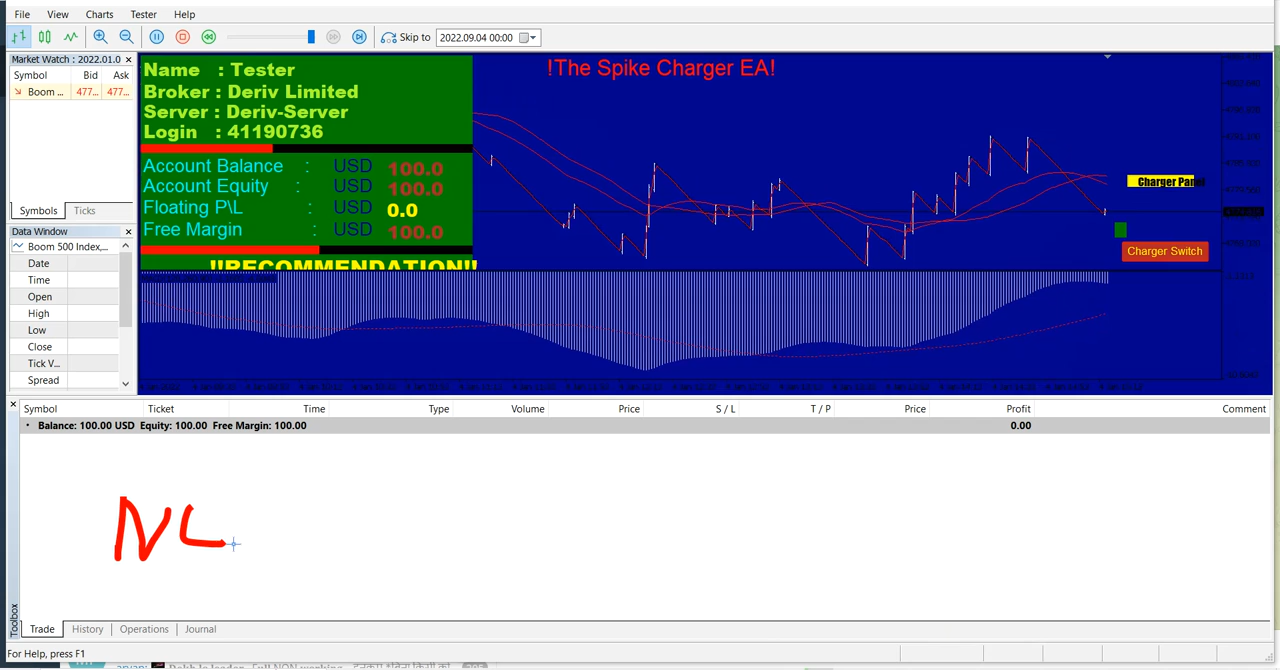 File View Charts Tester Help
Skip to 2022.09.04 00:00
Market Watch : 2022.01.0
Symbol Bid Ask
Boom ... 477... 477...
Symbols Ticks
Data Window
Boom 500 Index,...
Date
Time
Open
High
Low
Close
Tick V...
Spread
Name : Tester
Broker : Deriv Limited
Server : Deriv-Server
Login : 41190736
Account Balance : USD 100.0
Account Equity : USD 100.0
Floating P\L : USD 0.0
Free Margin : USD 100.0
!!RECOMMENDATION!!
!The Spike Charger EA!
Charger Pan
Charger Switch
Symbol Ticket Time Type Volume Price S / L T / P Price Profit Comment
Balance: 100.00 USD Equity: 100.00 Free Margin: 100.00 0.00
Toolbox
Trade History Operations Journal
For Help, press F1